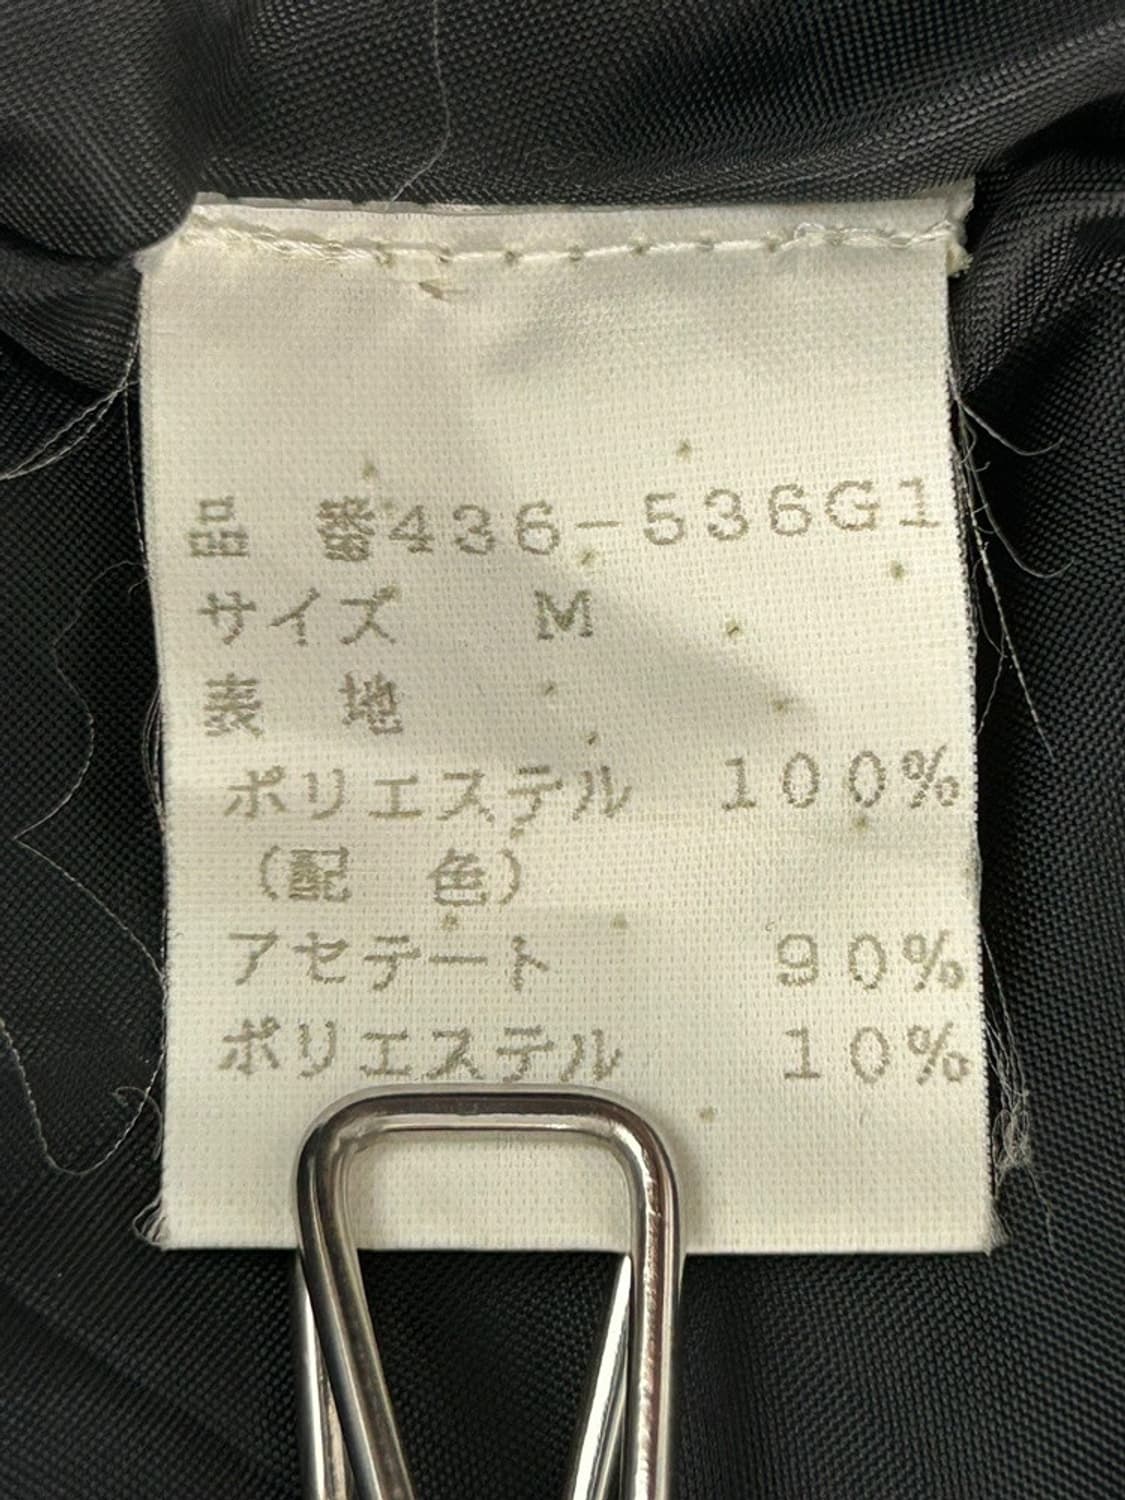 品 番436-536G1
サイズ M
表 地
ポリエステル 100%
(配 色)
アセテート 90%
ポリエステル 10%